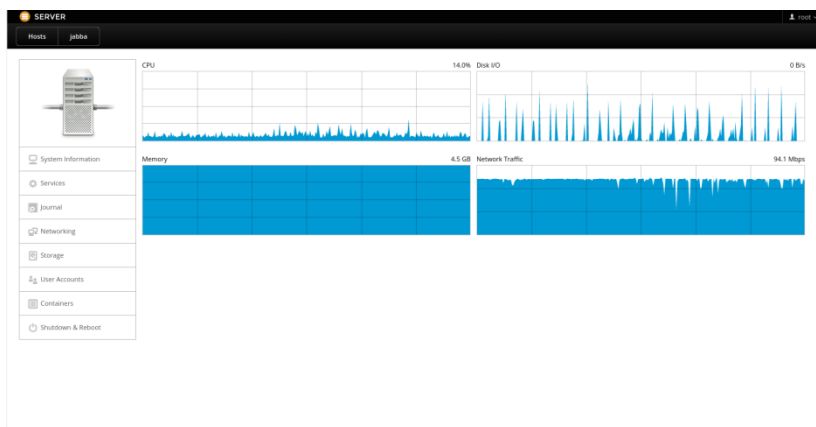 SERVER
root
Hosts
jabba
CPU 14.0%
Disk I/O 0 B/s
Memory 4.5 GB
Network Traffic 94.1 Mbps
System Information
Services
Journal
Networking
Storage
User Accounts
Containers
Shutdown & Reboot